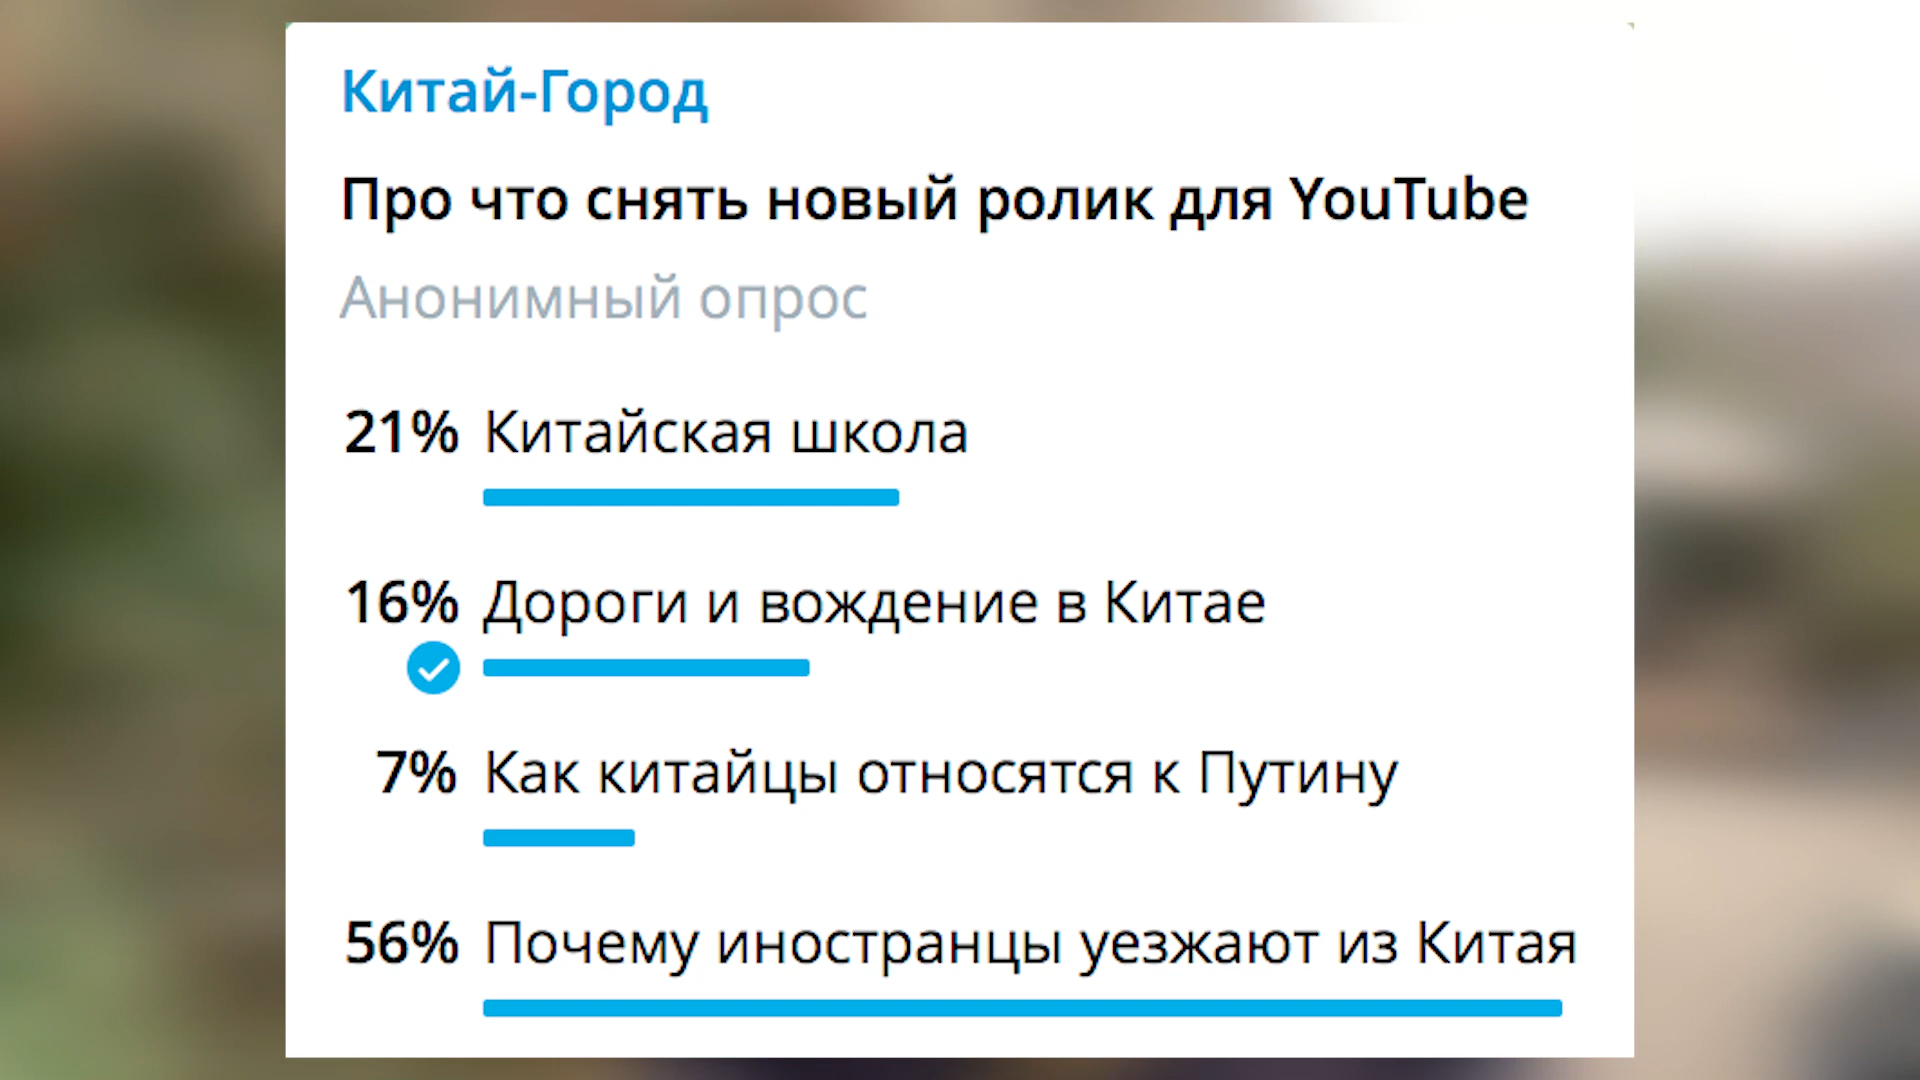 Китай-Город
Про что снять новый ролик для YouTube
Анонимный опрос
21% Китайская школа
16% Дороги и вождение в Китае
7% Как китайцы относятся к Путину
56% Почему иностранцы уезжают из Китая